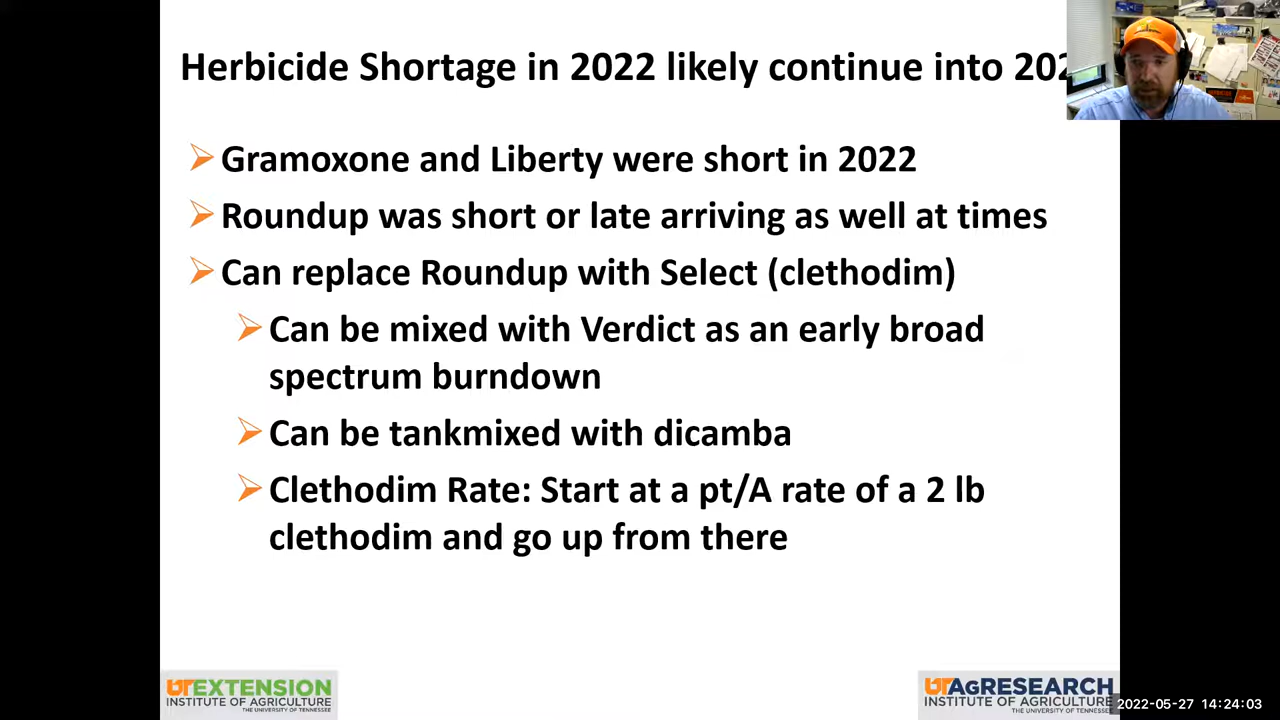 Herbicide Shortage in 2022 likely continue into
Gramoxone and Liberty were short in 2022
Roundup was short or late arriving as well at times
Can replace Roundup with Select (clethodim)
Can be mixed with Verdict as an early broad
spectrum burndown
Can be tankmixed with dicamba
Clethodim Rate: Start at a pt/A rate of a 2 lb
clethodim and go up from there
UTEXTENSION
INSTITUTE OF AGRICULTURE
THE UNIVERSITY OF TENNESSEE
UTAGRESEARCH
INSTITUTE OF AGRICULTURE
THE UNIVERSITY OF TENNESSEE
2022-05-27 14:24:03